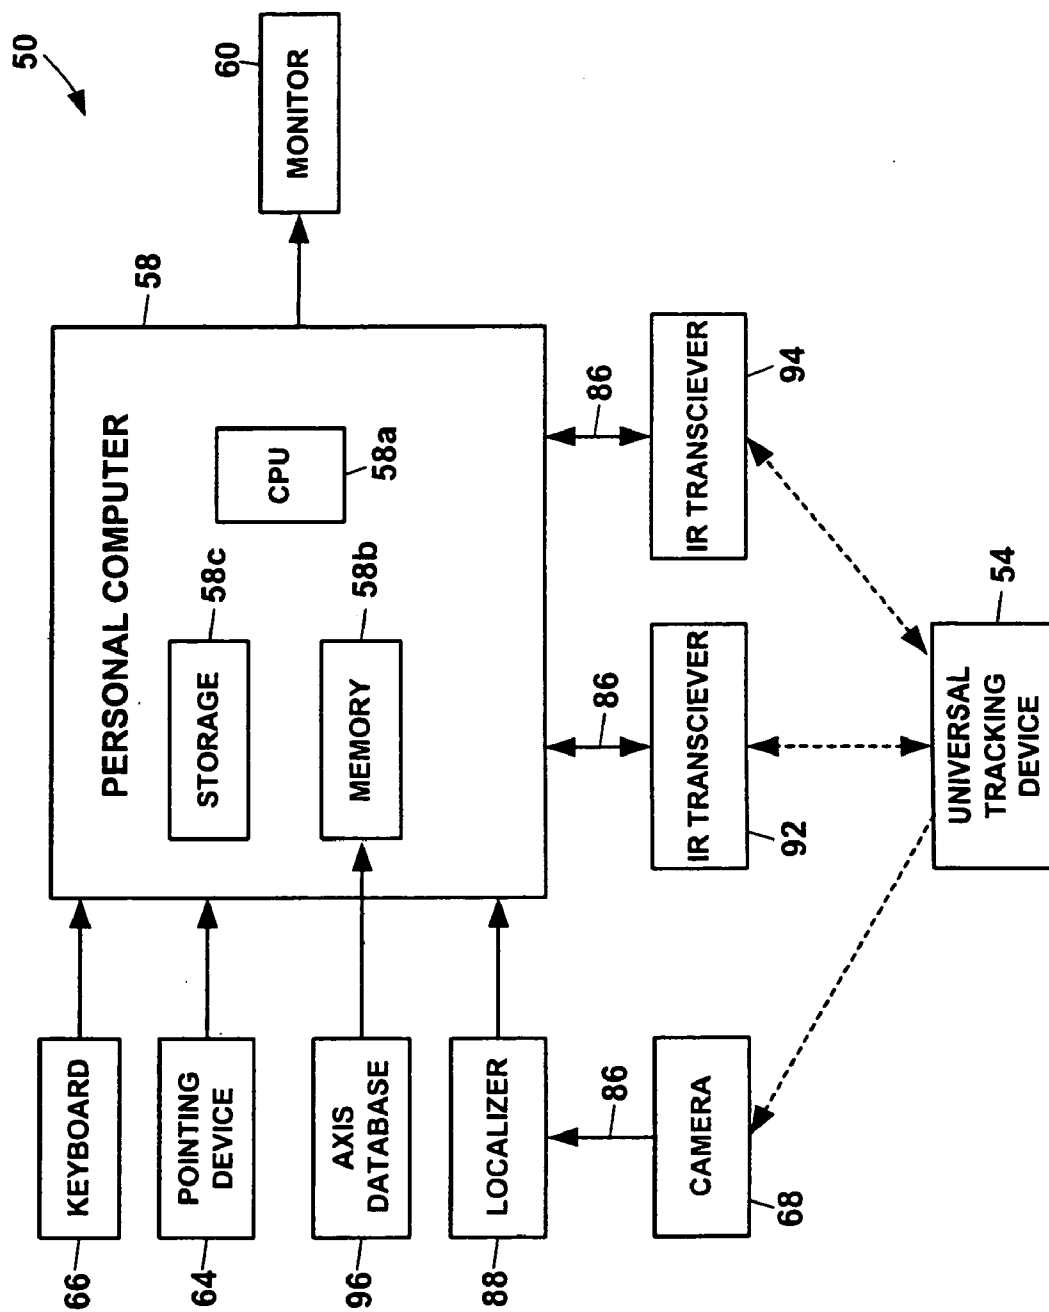 50
MONITOR
60
58
PERSONAL COMPUTER
CPU
58a
STORAGE
58c
MEMORY
58b
KEYBOARD
66
POINTING
DEVICE
64
AXIS
DATABASE
96
LOCALIZER
88
86
86
86
CAMERA
68
IR TRANSCIEVER
92
IR TRANSCIEVER
94
UNIVERSAL
TRACKING
DEVICE
54